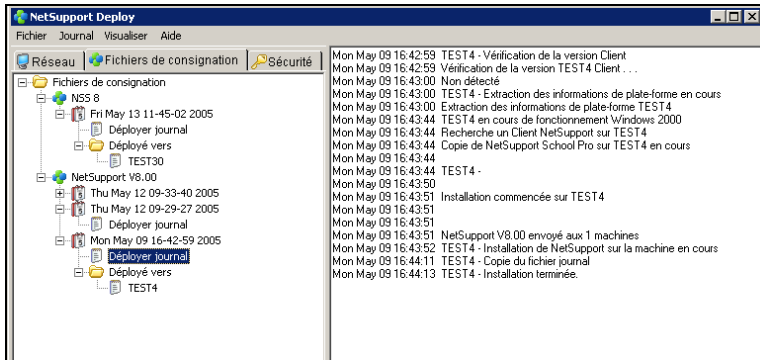 NetSupport Deploy
Fichier Journal Visualiser Aide
Réseau Fichiers de consignation Sécurité
Fichiers de consignation
NSS 8
Fri May 13 11-45-02 2005
Déployer journal
Déployé vers
TEST30
NetSupport V8.00
Thu May 12 09-33-40 2005
Thu May 12 09-29-27 2005
Déployer journal
Mon May 09 16-42-59 2005
Déployer journal
Déployé vers
TEST4
Mon May 09 16:42:59 TEST4 - Vérification de la version Client
Mon May 09 16:42:59 Vérification de la version TEST4 Client . . .
Mon May 09 16:43:00 Non détecté
Mon May 09 16:43:00 TEST4 - Extraction des informations de plate-forme en cours
Mon May 09 16:43:00 Extraction des informations de plate-forme TEST4
Mon May 09 16:43:44 TEST4 en cours de fonctionnement Windows 2000
Mon May 09 16:43:44 Recherche un Client NetSupport sur TEST4
Mon May 09 16:43:44 Copie de NetSupport School Pro sur TEST4 en cours
Mon May 09 16:43:44
Mon May 09 16:43:44 TEST4 -
Mon May 09 16:43:50
Mon May 09 16:43:51 Installation commencée sur TEST4
Mon May 09 16:43:51
Mon May 09 16:43:51
Mon May 09 16:43:51 NetSupport V8.00 envoyé aux 1 machines
Mon May 09 16:43:52 TEST4 - Installation de NetSupport sur la machine en cours
Mon May 09 16:44:11 TEST4 - Copie du fichier journal
Mon May 09 16:44:13 TEST4 - Installation terminée.